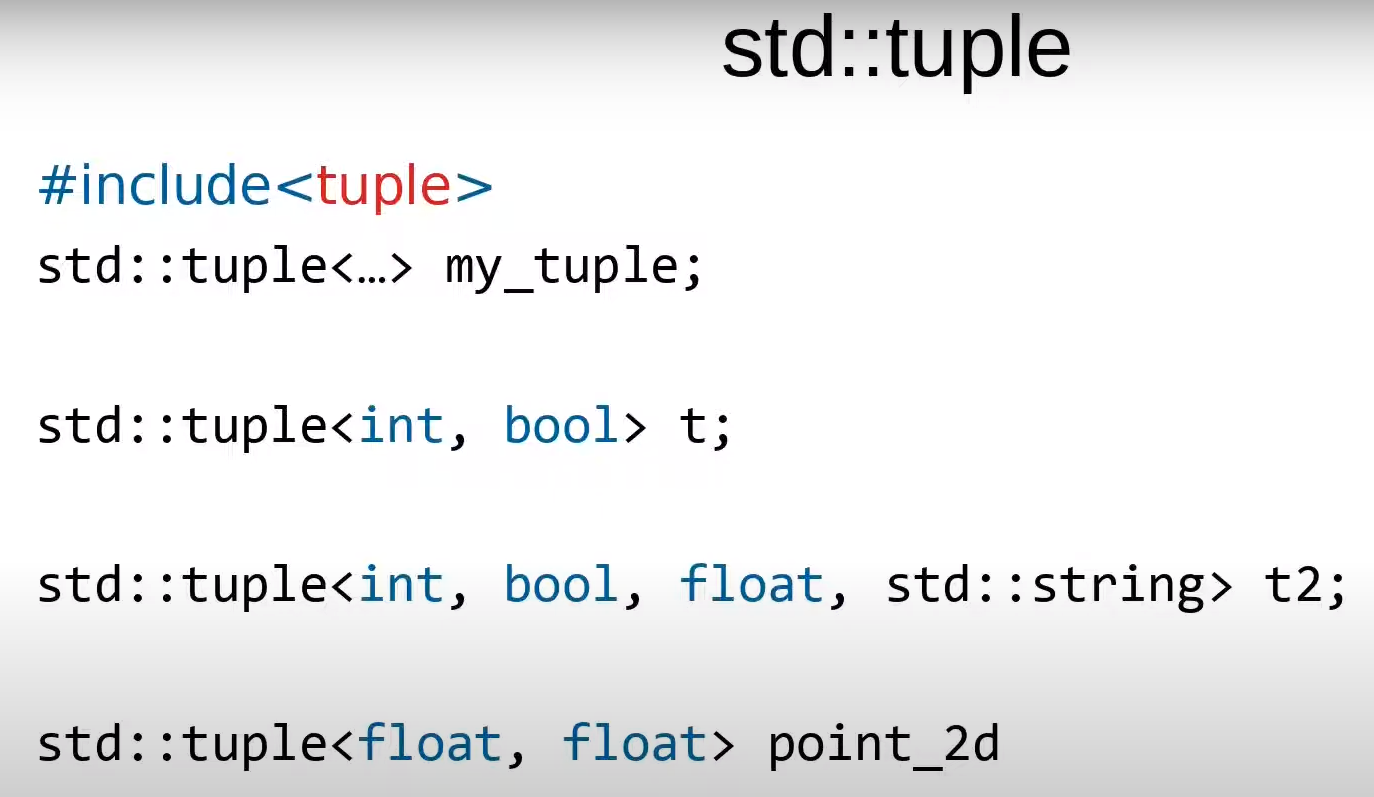 std::tuple
#include<tuple>
std::tuple<…> my_tuple;
std::tuple<int, bool> t;
std::tuple<int, bool, float, std::string> t2;
std::tuple<float, float> point_2d